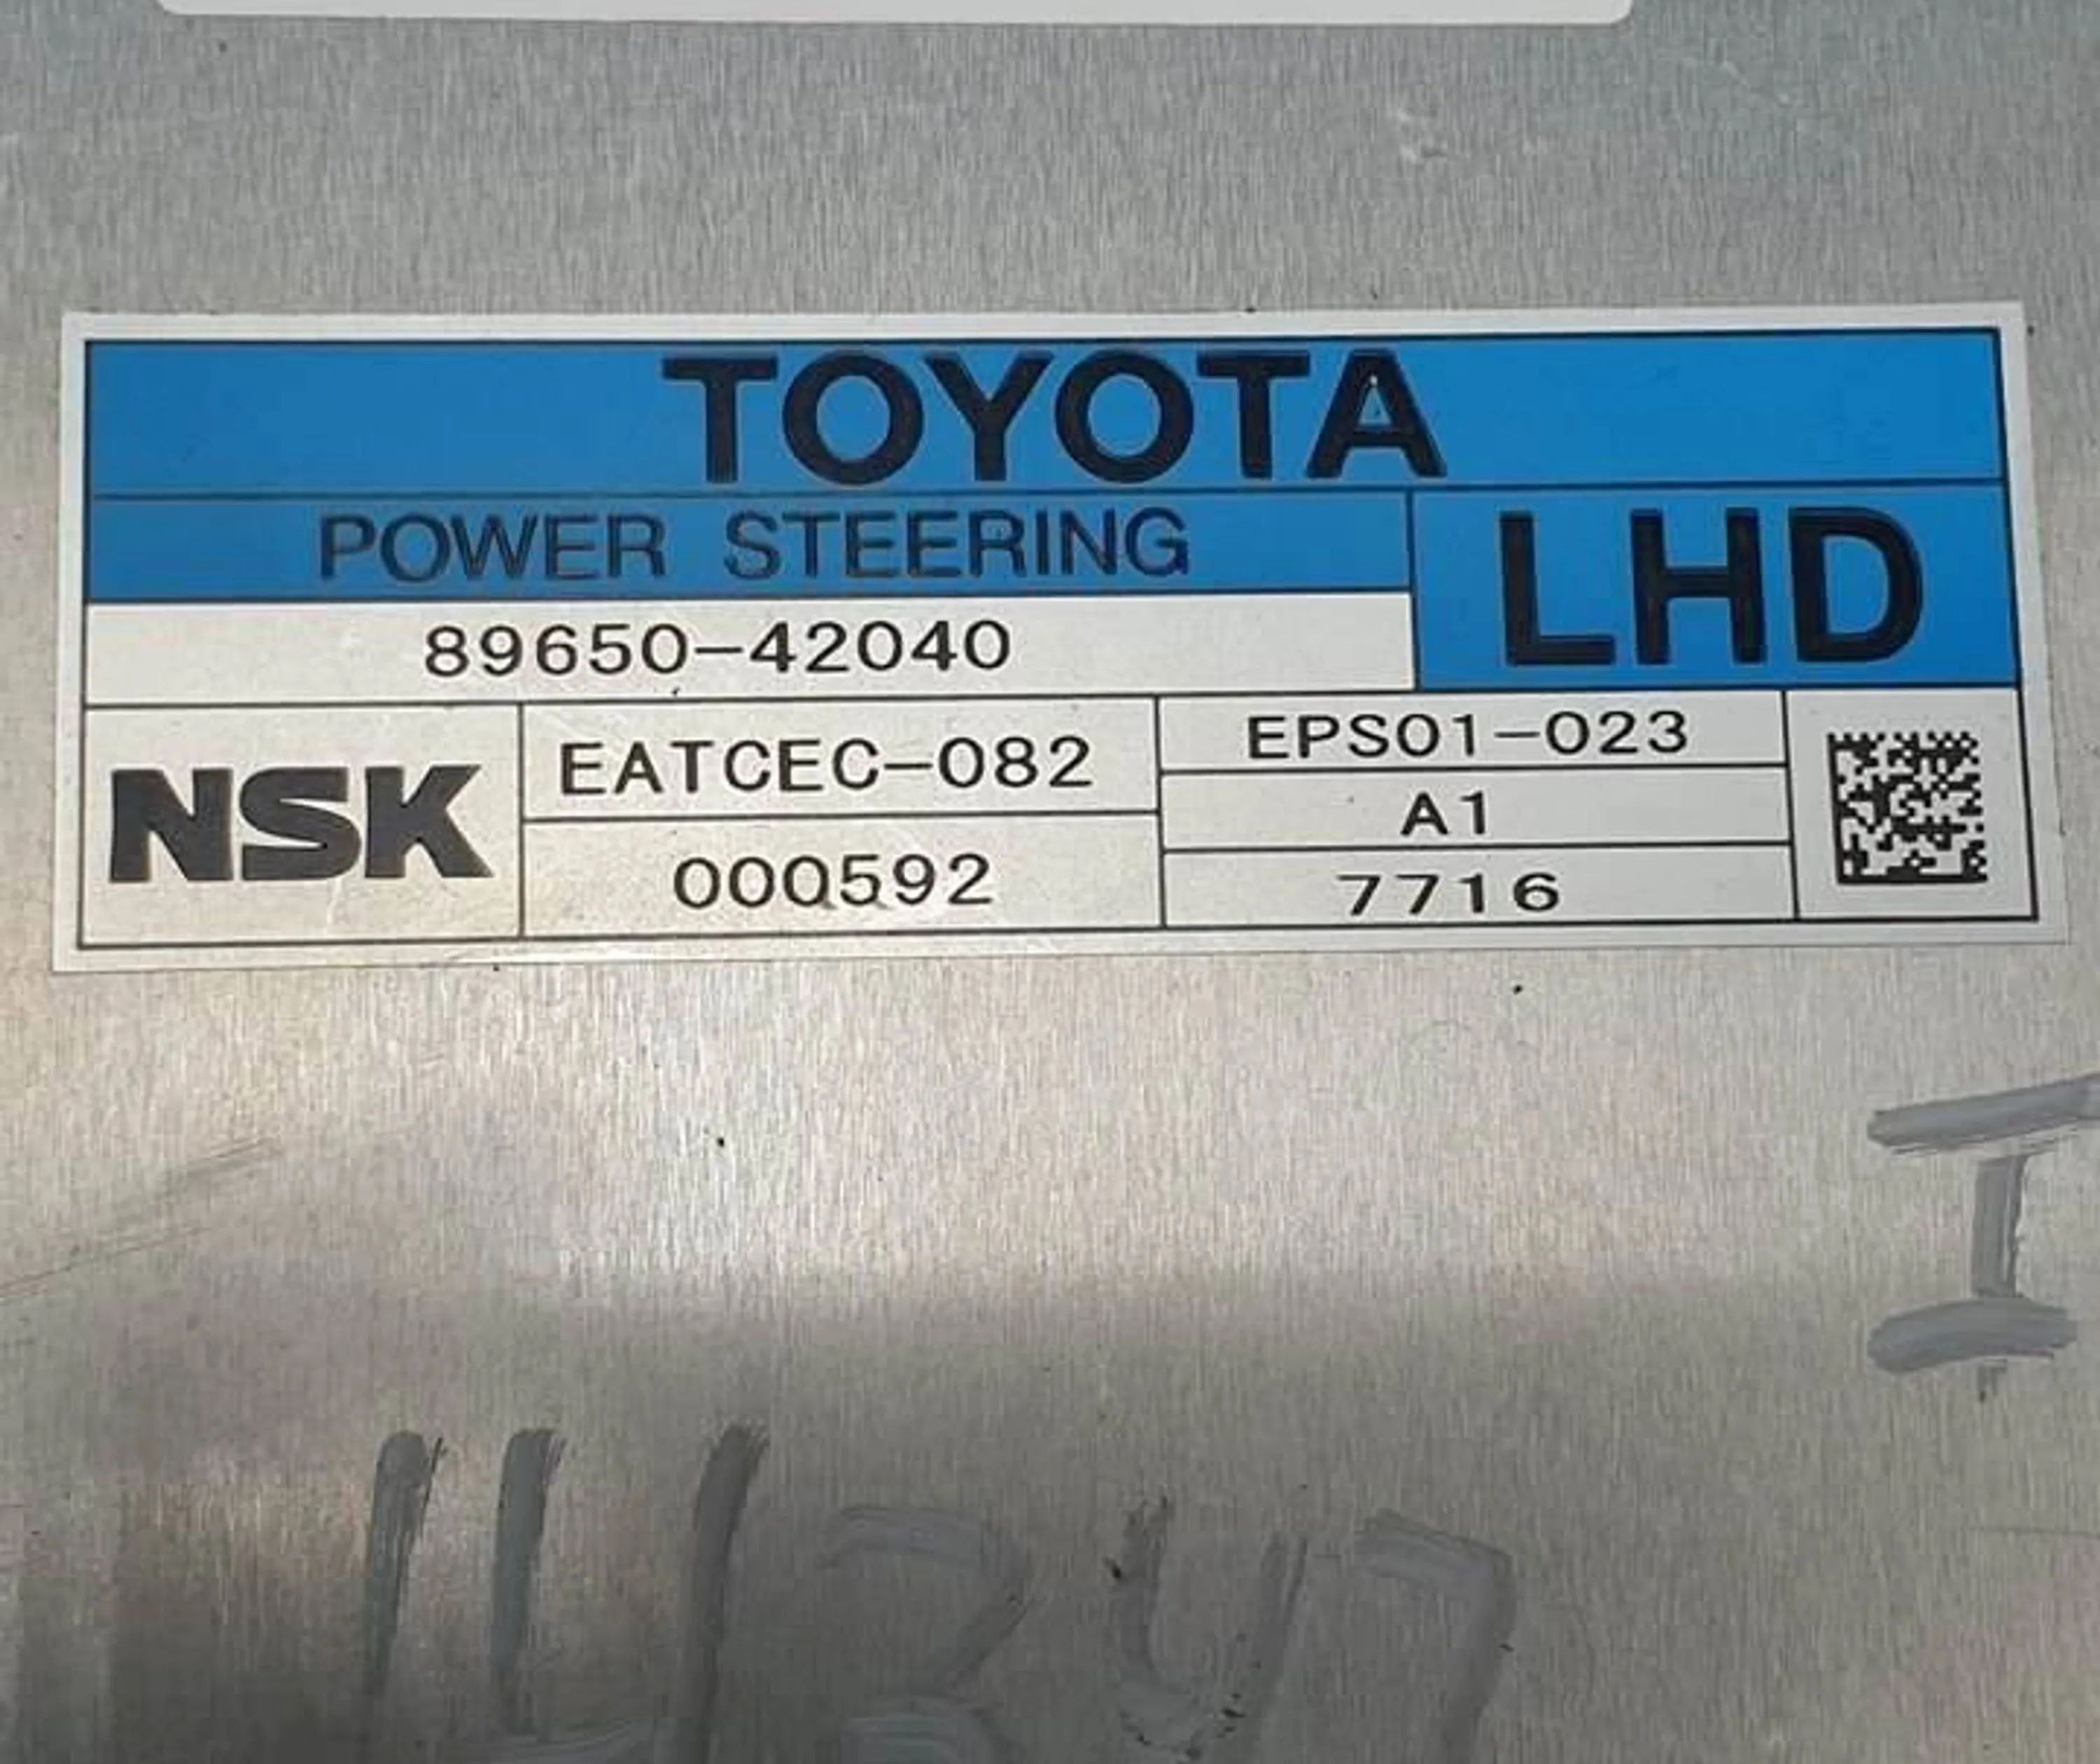 TOYOTA
POWER STEERING
LHD
89650-42040
NSK
EATCEC-082
000592
EPS01-023
A1
7716
I